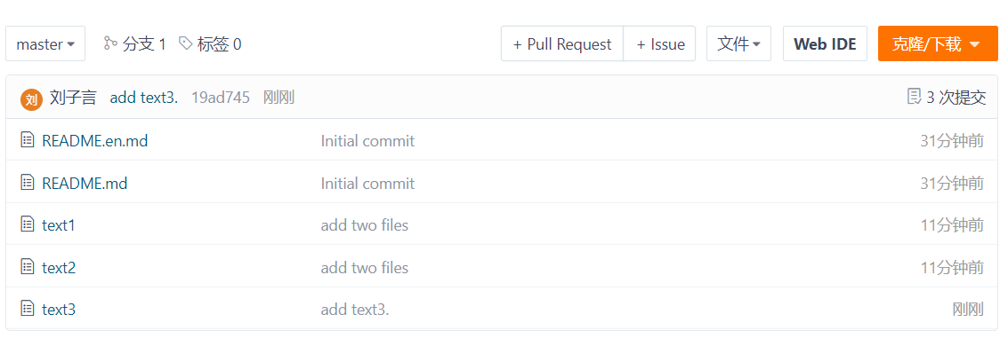 master 分支 1 标签 0 + Pull Request + Issue 文件 Web IDE 克隆/下载
刘 刘子言 add text3. 19ad745 刚刚 3 次提交
README.en.md Initial commit 31分钟前
README.md Initial commit 31分钟前
text1 add two files 11分钟前
text2 add two files 11分钟前
text3 add text3. 刚刚